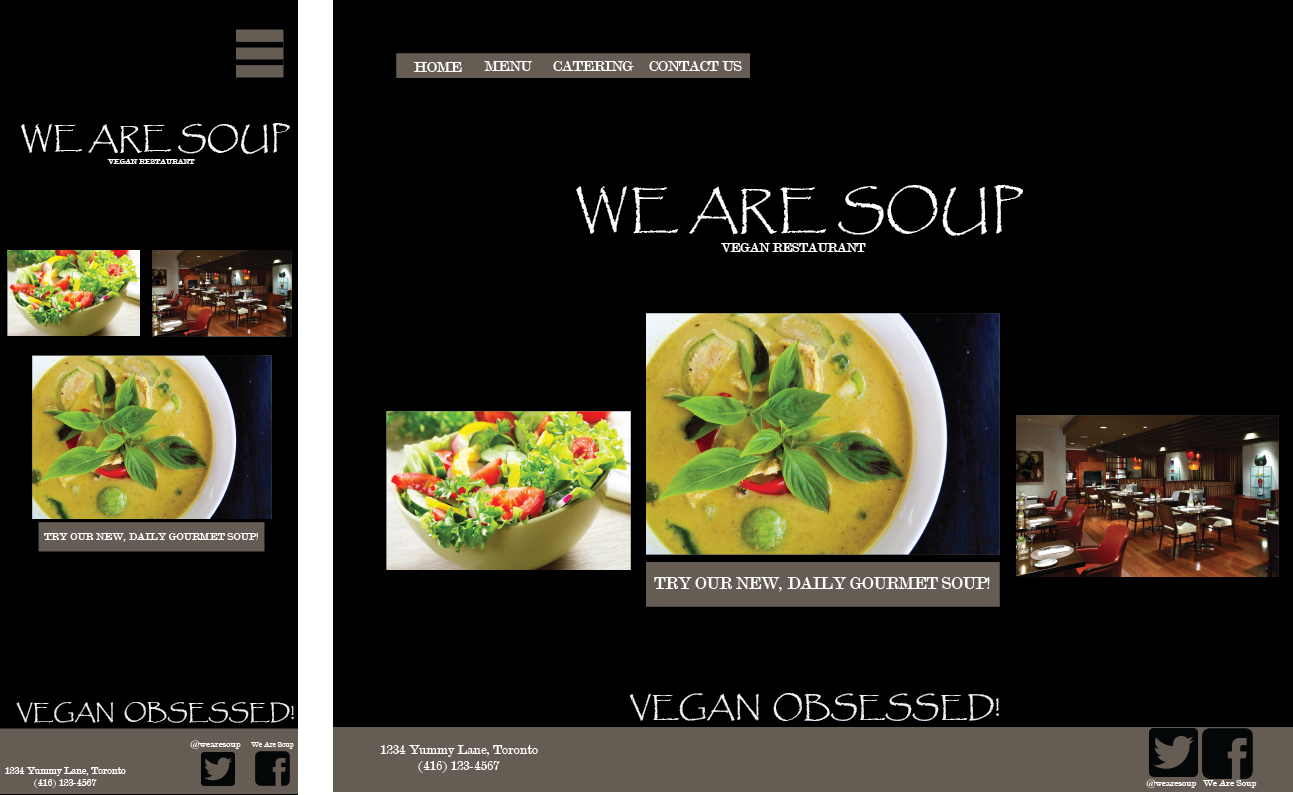 WE ARE SOUP
VEGAN RESTAURANT
TRY OUR NEW, DAILY GOURMET SOUP!
VEGAN OBSESSED!
@wearesoup We Are Soup
1234 Yummy Lane, Toronto
(416) 123-4567
HOME MENU CATERING CONTACT US
WE ARE SOUP
VEGAN RESTAURANT
TRY OUR NEW, DAILY GOURMET SOUP!
VEGAN OBSESSED!
1234 Yummy Lane, Toronto
(416) 123-4567
@wearesoup We Are Soup